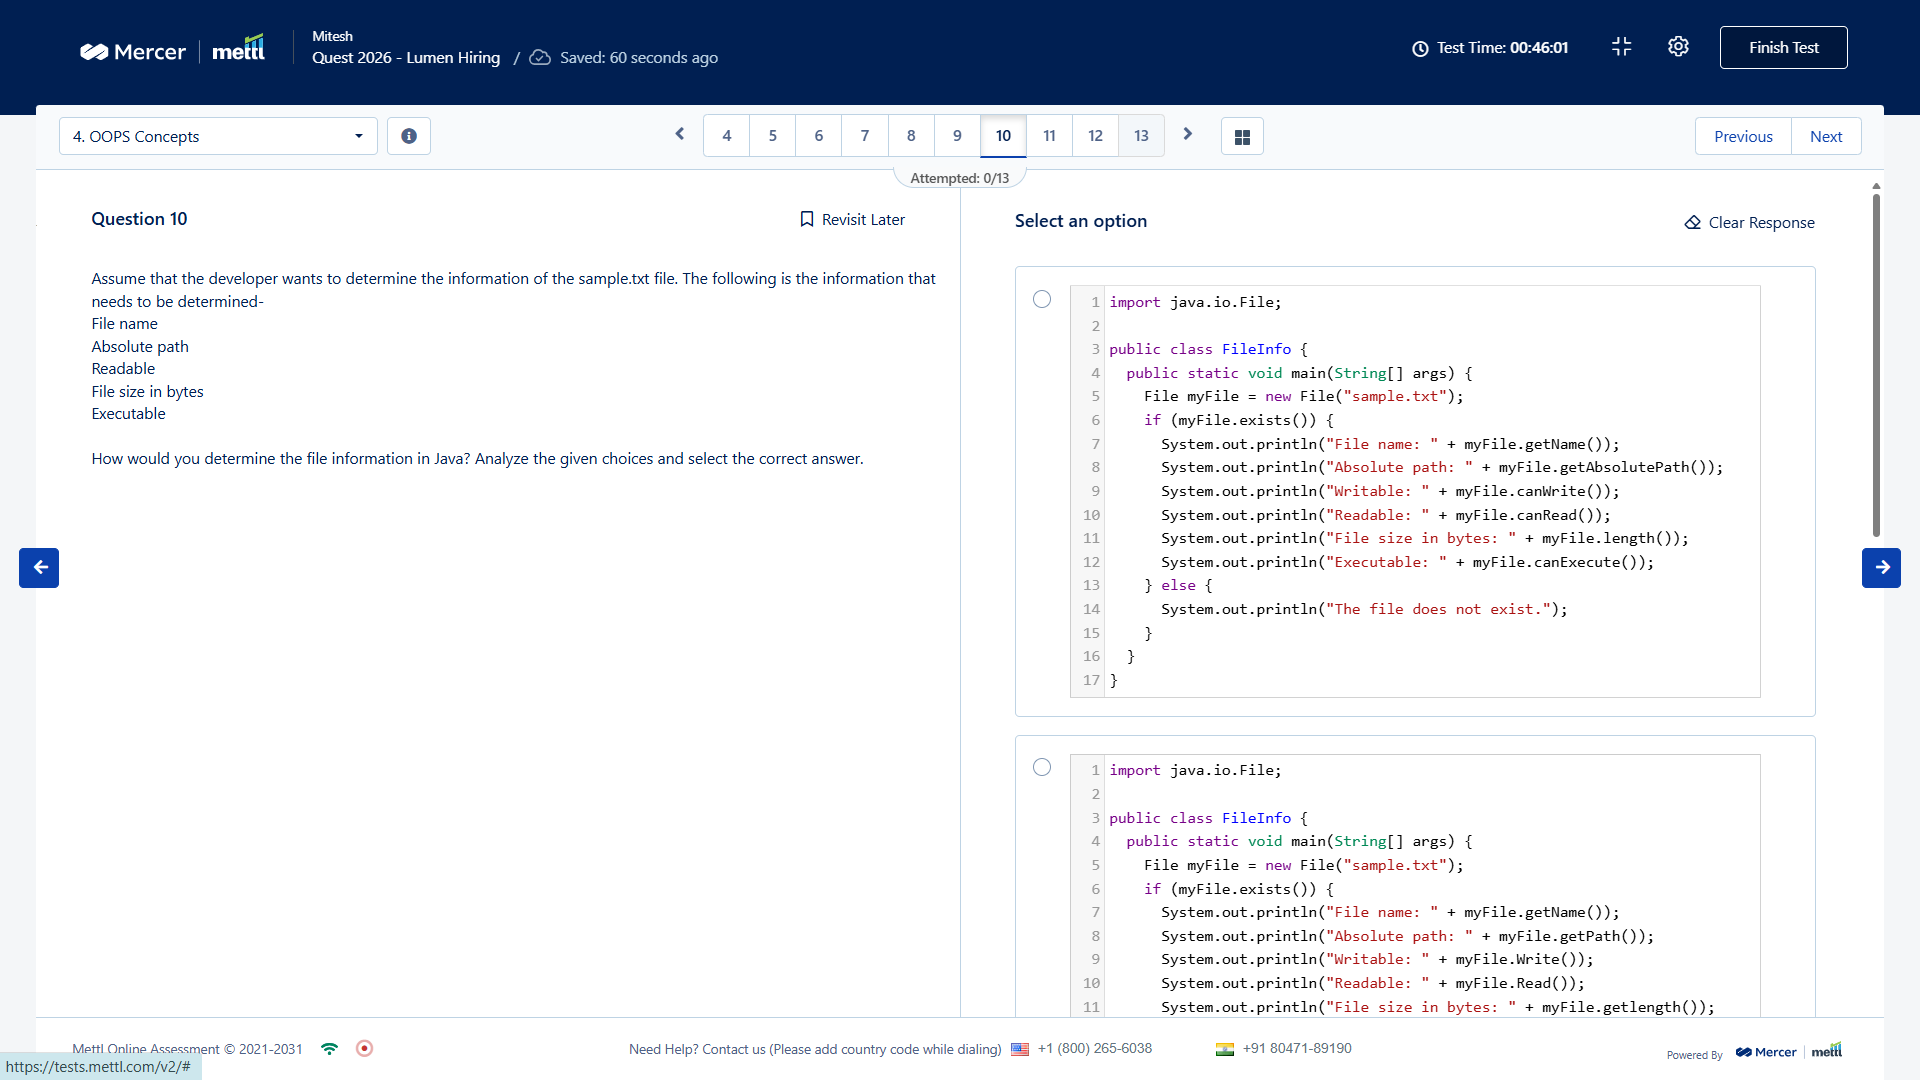 Mercer | mettl
Mitesh
Quest 2026 - Lumen Hiring / Saved: 60 seconds ago
Test Time: 00:46:01
Finish Test
4. OOPS Concepts
4 5 6 7 8 9 10 11 12 13
Previous Next
Attempted: 0/13
Question 10
Revisit Later
Assume that the developer wants to determine the information of the sample.txt file. The following is the information that
needs to be determined-
File name
Absolute path
Readable
File size in bytes
Executable
How would you determine the file information in Java? Analyze the given choices and select the correct answer.
Select an option
Clear Response
1 import java.io.File;
2
3 public class FileInfo {
4   public static void main(String[] args) {
5     File myFile = new File("sample.txt");
6     if (myFile.exists()) {
7       System.out.println("File name: " + myFile.getName());
8       System.out.println("Absolute path: " + myFile.getAbsolutePath());
9       System.out.println("Writable: " + myFile.canWrite());
10       System.out.println("Readable: " + myFile.canRead());
11       System.out.println("File size in bytes: " + myFile.length());
12       System.out.println("Executable: " + myFile.canExecute());
13     } else {
14       System.out.println("The file does not exist.");
15     }
16   }
17 }
1 import java.io.File;
2
3 public class FileInfo {
4   public static void main(String[] args) {
5     File myFile = new File("sample.txt");
6     if (myFile.exists()) {
7       System.out.println("File name: " + myFile.getName());
8       System.out.println("Absolute path: " + myFile.getPath());
9       System.out.println("Writable: " + myFile.Write());
10       System.out.println("Readable: " + myFile.Read());
11       System.out.println("File size in bytes: " + myFile.getlength());
Mettl Online Assessment © 2021-2031
Need Help? Contact us (Please add country code while dialing) +1 (800) 265-6038 +91 80471-89190
Powered By Mercer | mettl
https://tests.mettl.com/v2/#